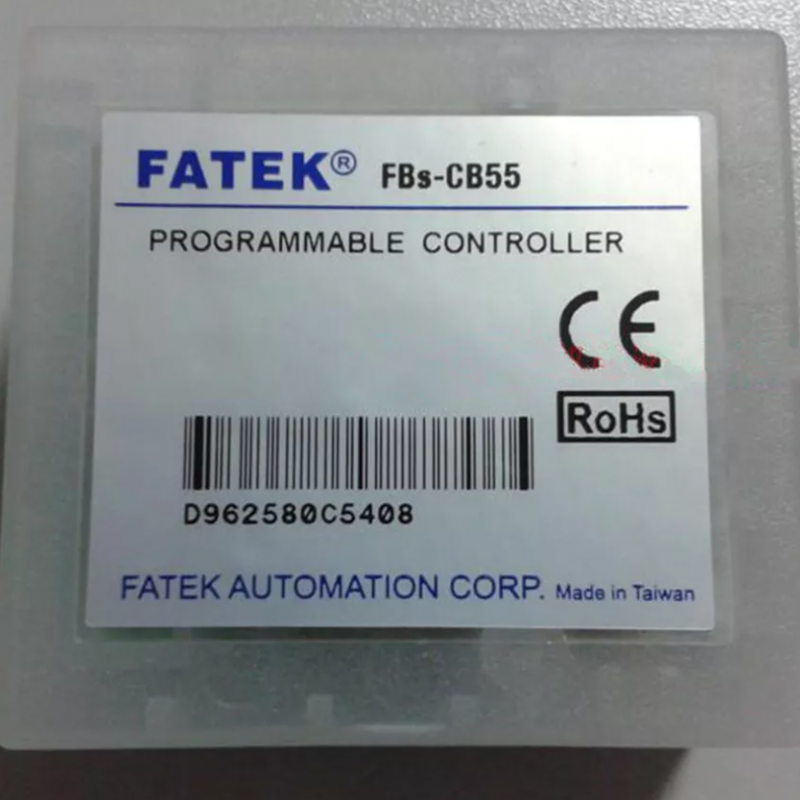 FATEK® FBs-CB55
PROGRAMMABLE CONTROLLER
CE
RoHs
D962580C5408
FATEK AUTOMATION CORP. Made in Taiwan